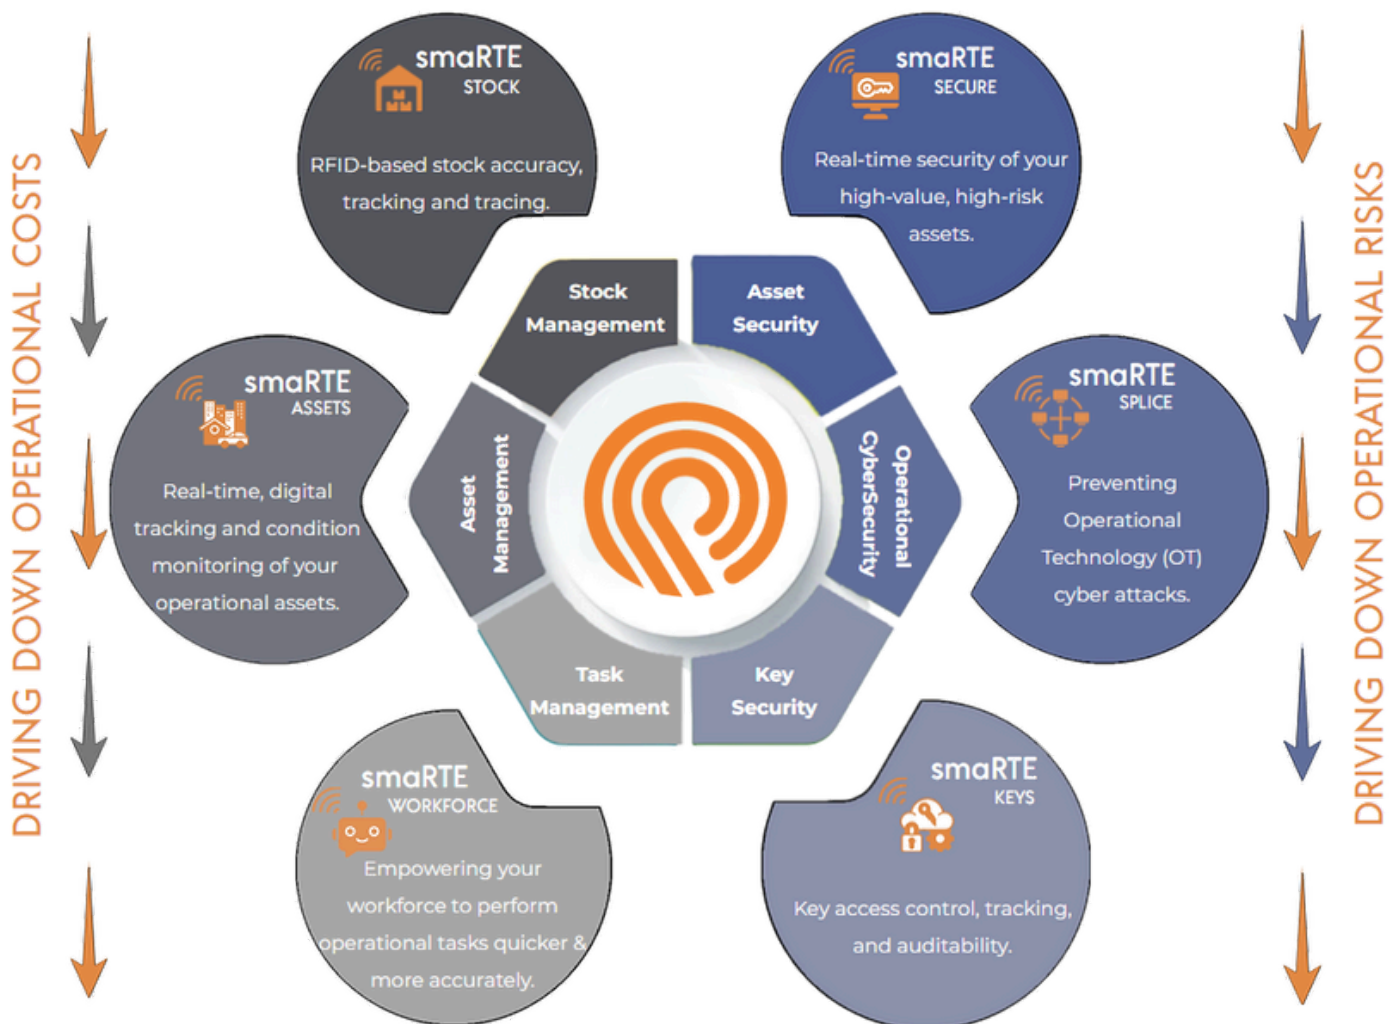 DRIVING DOWN OPERATIONAL COSTS
smaRTE
STOCK
RFID-based stock accuracy,
tracking and tracing.
smaRTE
SECURE
Real-time security of your
high-value, high-risk
assets.
Stock
Management
Asset
Security
smaRTE
ASSETS
Real-time, digital
tracking and condition
monitoring of your
operational assets.
Asset
Management
Operational
CyberSecurity
smaRTE
SPLICE
Preventing
Operational
Technology (OT)
cyber attacks.
Task
Management
Key
Security
smaRTE
WORKFORCE
Empowering your
workforce to perform
operational tasks quicker &
more accurately.
smaRTE
KEYS
Key access control, tracking,
and auditability.
DRIVING DOWN OPERATIONAL RISKS